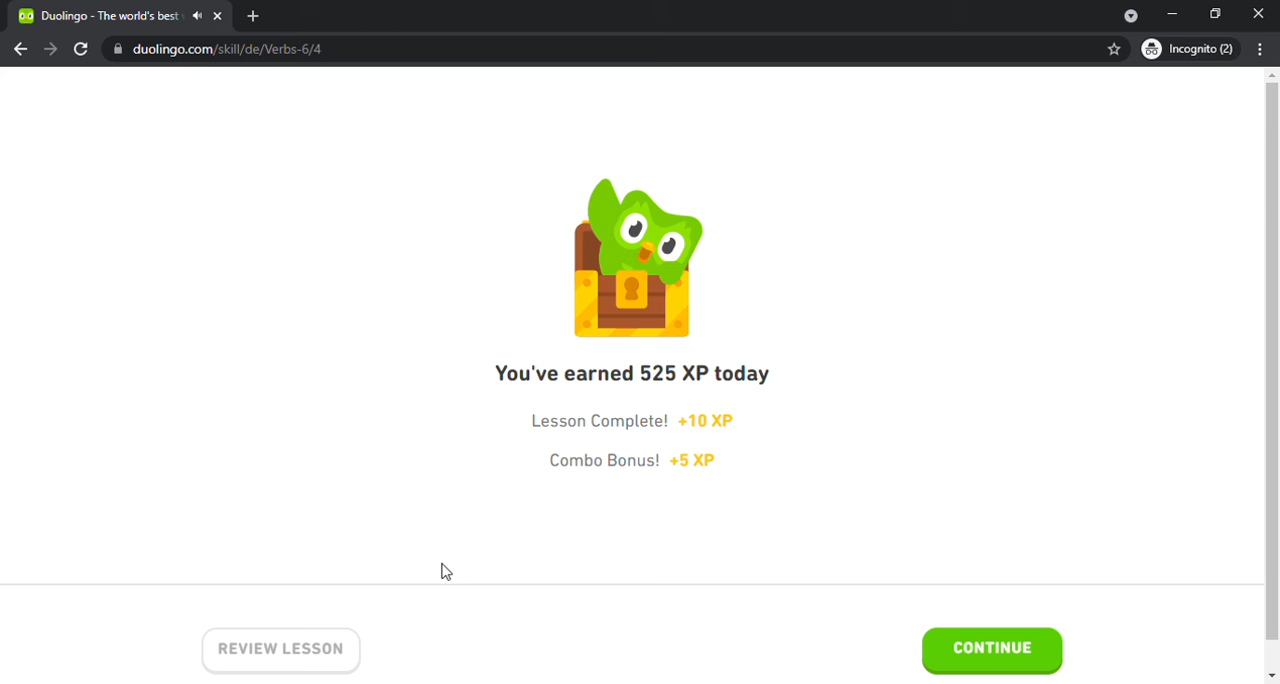 Duolingo - The world's best
duolingo.com/skill/de/Verbs-6/4
Incognito (2)
You've earned 525 XP today
Lesson Complete! +10 XP
Combo Bonus! +5 XP
REVIEW LESSON
CONTINUE